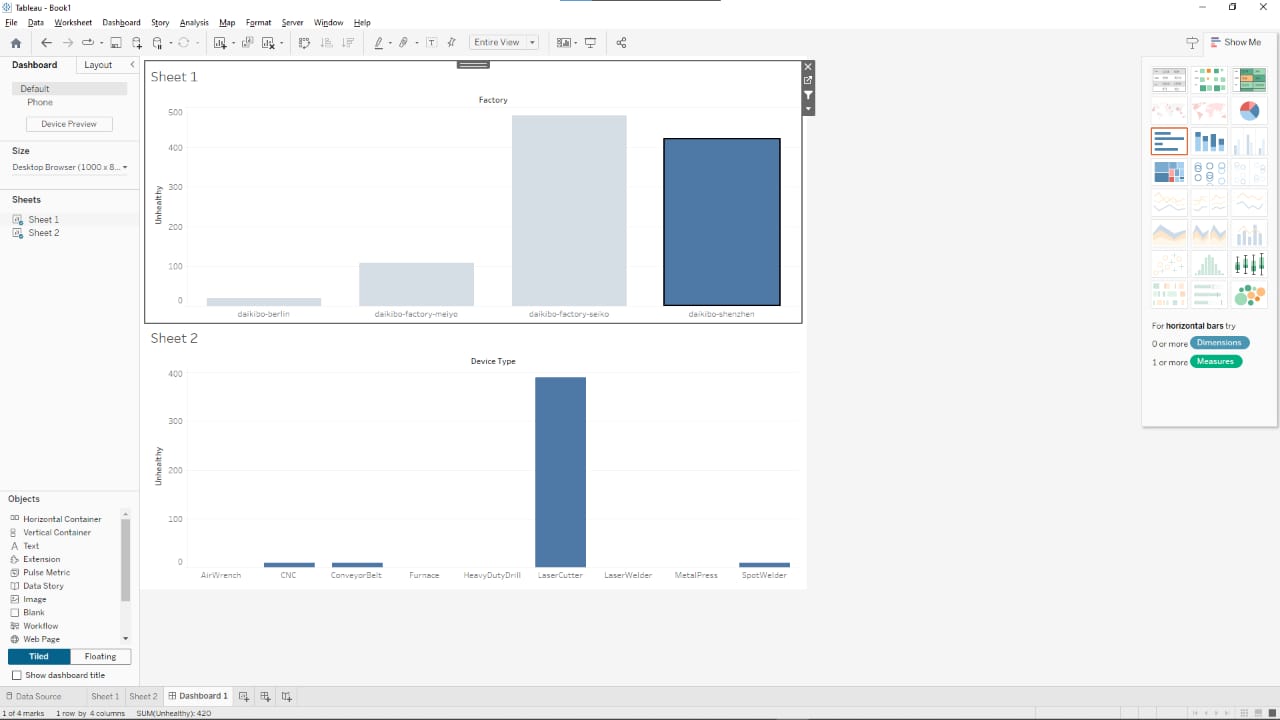 Tableau - Book1
File Data Worksheet Dashboard Story Analysis Map Format Server Window Help
Entire View
Show Me
Dashboard Layout
Default
Phone
Device Preview
Size
Desktop Browser (1000 x 8...
Sheets
Sheet 1
Sheet 2
Objects
Horizontal Container
Vertical Container
Text
Extension
Pulse Metric
Data Story
Image
Blank
Workflow
Web Page
Tiled Floating
Show dashboard title
Sheet 1
Factory
Unhealthy
500
400
300
200
100
0
daikibo-berlin daikibo-factory-meiyo daikibo-factory-seiko daikibo-shenzhen
Sheet 2
Device Type
Unhealthy
400
300
200
100
0
AirWrench CNC ConveyorBelt Furnace HeavyDutyDrill LaserCutter LaserWelder MetalPress SpotWelder
For horizontal bars try
0 or more Dimensions
1 or more Measures
Data Source Sheet 1 Sheet 2 Dashboard 1
1 of 4 marks 1 row by 4 columns SUM(Unhealthy): 420